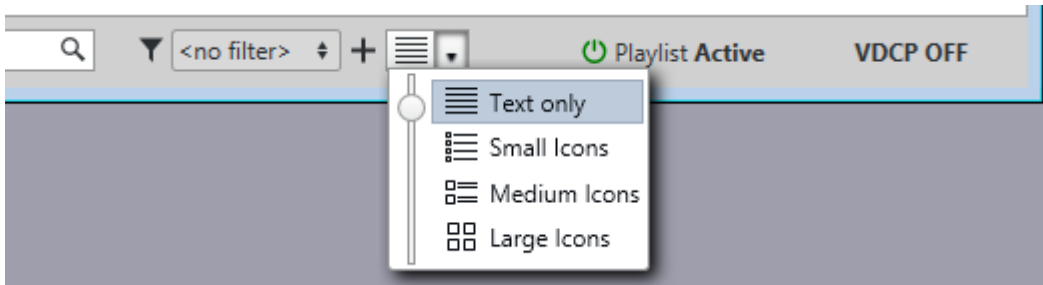 <no filter>
Playlist Active
VDCP OFF
Text only
Small Icons
Medium Icons
Large Icons